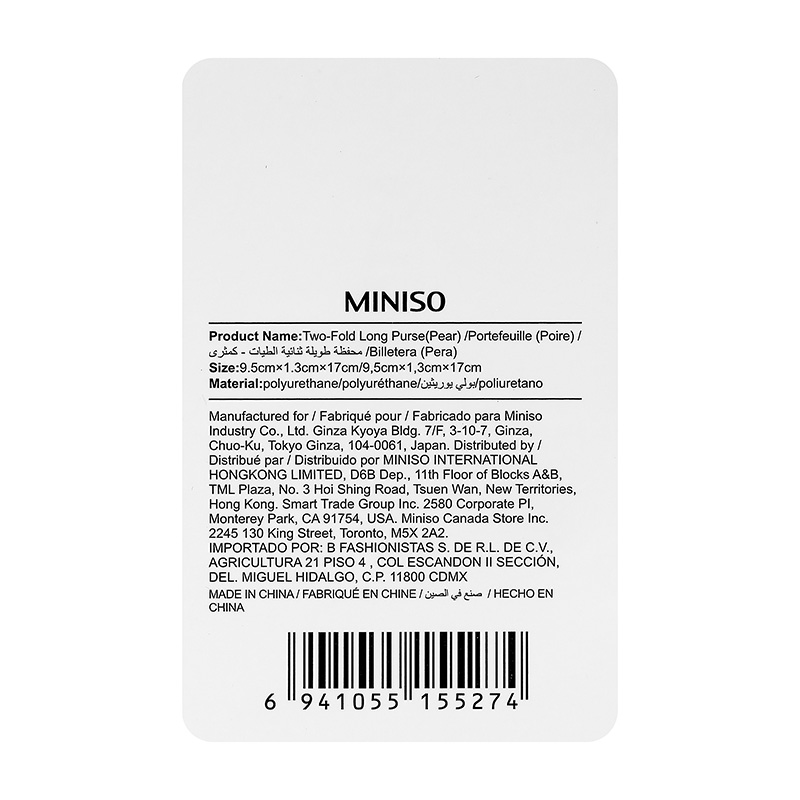 MINISO
Product Name:Two-Fold Long Purse(Pear) /Portefeuille (Poire) /
محفظة طويلة ثنائية الطيات - كمثرى /Billetera (Pera)
Size:9.5cm×1.3cm×17cm/9,5cm×1,3cm×17cm
Material:polyurethane/polyuréthane/بولي يوريثين/poliuretano
Manufactured for / Fabriqué pour / Fabricado para Miniso
Industry Co., Ltd. Ginza Kyoya Bldg. 7/F, 3-10-7, Ginza,
Chuo-Ku, Tokyo Ginza, 104-0061, Japan. Distributed by /
Distribué par / Distribuido por MINISO INTERNATIONAL
HONGKONG LIMITED, D6B Dep., 11th Floor of Blocks A&B,
TML Plaza, No. 3 Hoi Shing Road, Tsuen Wan, New Territories,
Hong Kong. Smart Trade Group Inc. 2580 Corporate Pl,
Monterey Park, CA 91754, USA. Miniso Canada Store Inc.
2245 130 King Street, Toronto, M5X 2A2.
IMPORTADO POR: B FASHIONISTAS S. DE R.L. DE C.V.,
AGRICULTURA 21 PISO 4 , COL ESCANDON II SECCIÓN,
DEL. MIGUEL HIDALGO, C.P. 11800 CDMX
MADE IN CHINA / FABRIQUÉ EN CHINE / صنع في الصين / HECHO EN
CHINA
6 941055 155274